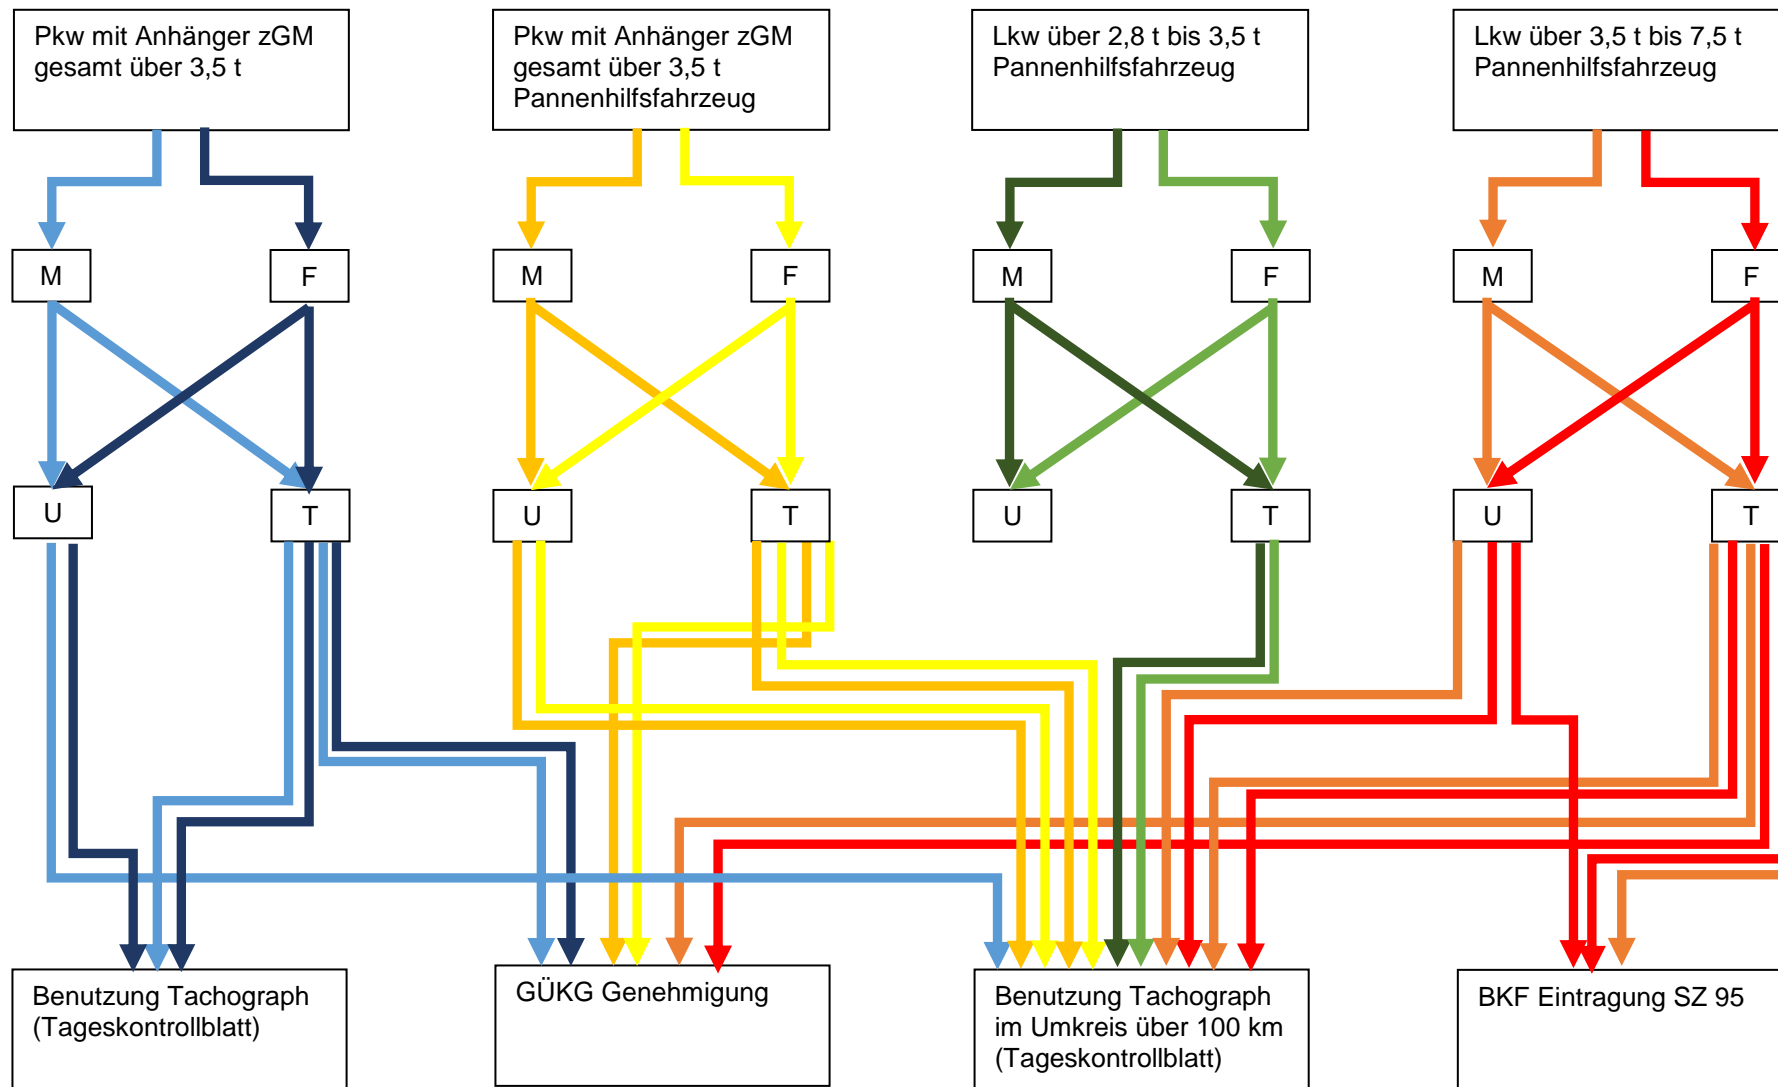 Pkw mit Anhänger zGM
gesamt über 3,5 t
Pkw mit Anhänger zGM
gesamt über 3,5 t
Pannenhilfsfahrzeug
Lkw über 2,8 t bis 3,5 t
Pannenhilfsfahrzeug
Lkw über 3,5 t bis 7,5 t
Pannenhilfsfahrzeug
M
F
M
F
M
F
M
F
U
T
U
T
U
T
U
T
Benutzung Tachograph
(Tageskontrollblatt)
GÜKG Genehmigung
Benutzung Tachograph
im Umkreis über 100 km
(Tageskontrollblatt)
BKF Eintragung SZ 95